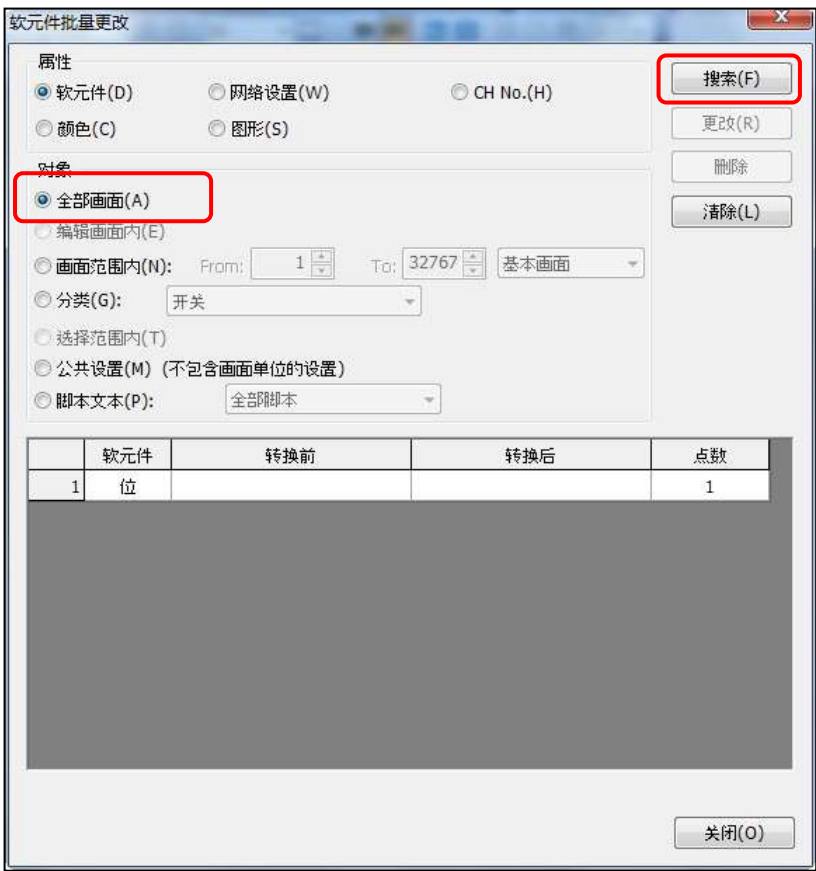 软元件批量更改
属性
软元件(D) 网络设置(W) CH No.(H)
颜色(C) 图形(S)
搜索(F)
更改(R)
删除
清除(L)
对象
全部画面(A)
编辑画面内(E)
画面范围内(N): From: 1 To: 32767 基本画面
分类(G): 开关
选择范围内(T)
公共设置(M) (不包含画面单位的设置)
脚本文本(P): 全部脚本
软元件 转换前 转换后 点数
1 位 1
关闭(O)